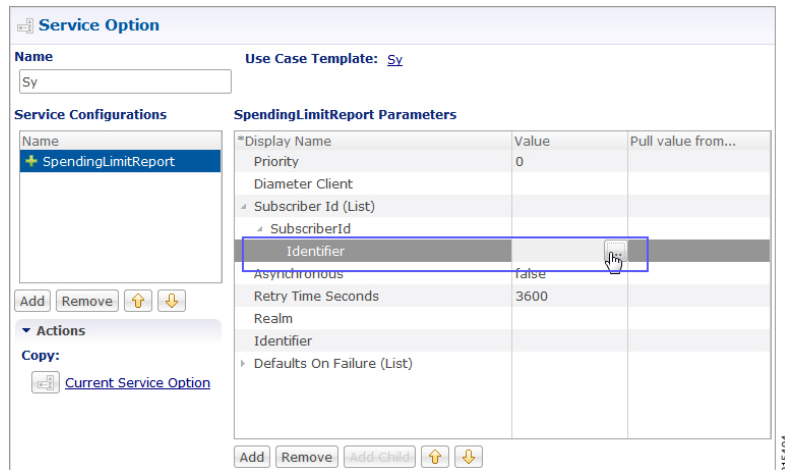 Service Option
Name
Use Case Template: Sy
Sy
Service Configurations
SpendingLimitReport Parameters
Name
SpendingLimitReport
*Display Name Value Pull value from...
Priority 0
Diameter Client
Subscriber Id (List)
SubscriberId
Identifier ...
Asynchronous false
Retry Time Seconds 3600
Realm
Identifier
Defaults On Failure (List)
Add Remove
Actions
Copy:
Current Service Option
Add Remove Add Child